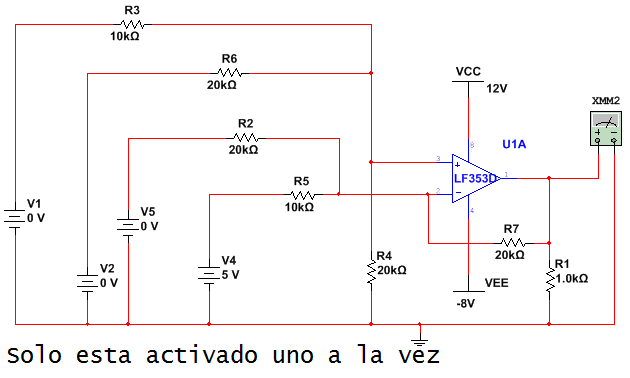 R3
10kΩ
R6
20kΩ
VCC
12V
XMM2
R2
20kΩ
U1A
8
3
1
LF353D
2
R5
10kΩ
4
V1
0 V
V5
0 V
R7
20kΩ
V2
0 V
V4
5 V
R4
20kΩ
R1
1.0kΩ
VEE
-8V
Solo esta activado uno a la vez